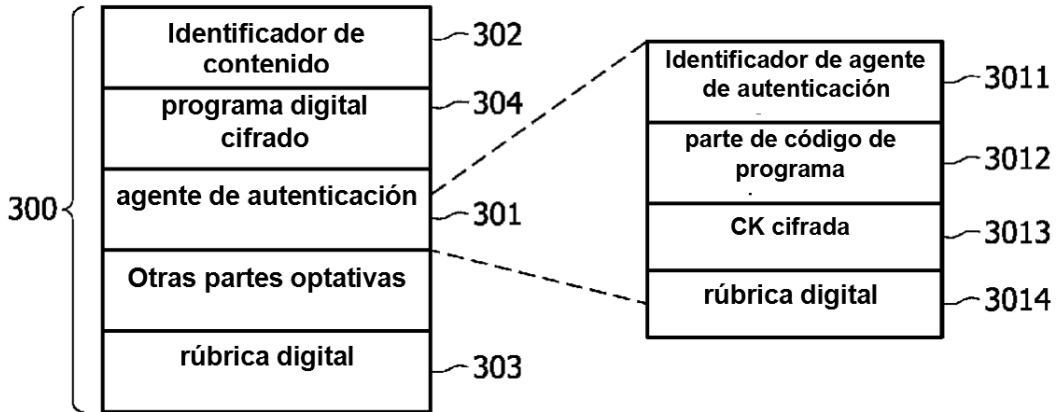 Identificador de
contenido
302
programa digital
cifrado
304
agente de autenticación
301
300
Otras partes optativas
rúbrica digital
303
Identificador de agente
de autenticación
3011
parte de código de
programa
3012
CK cifrada
3013
rúbrica digital
3014